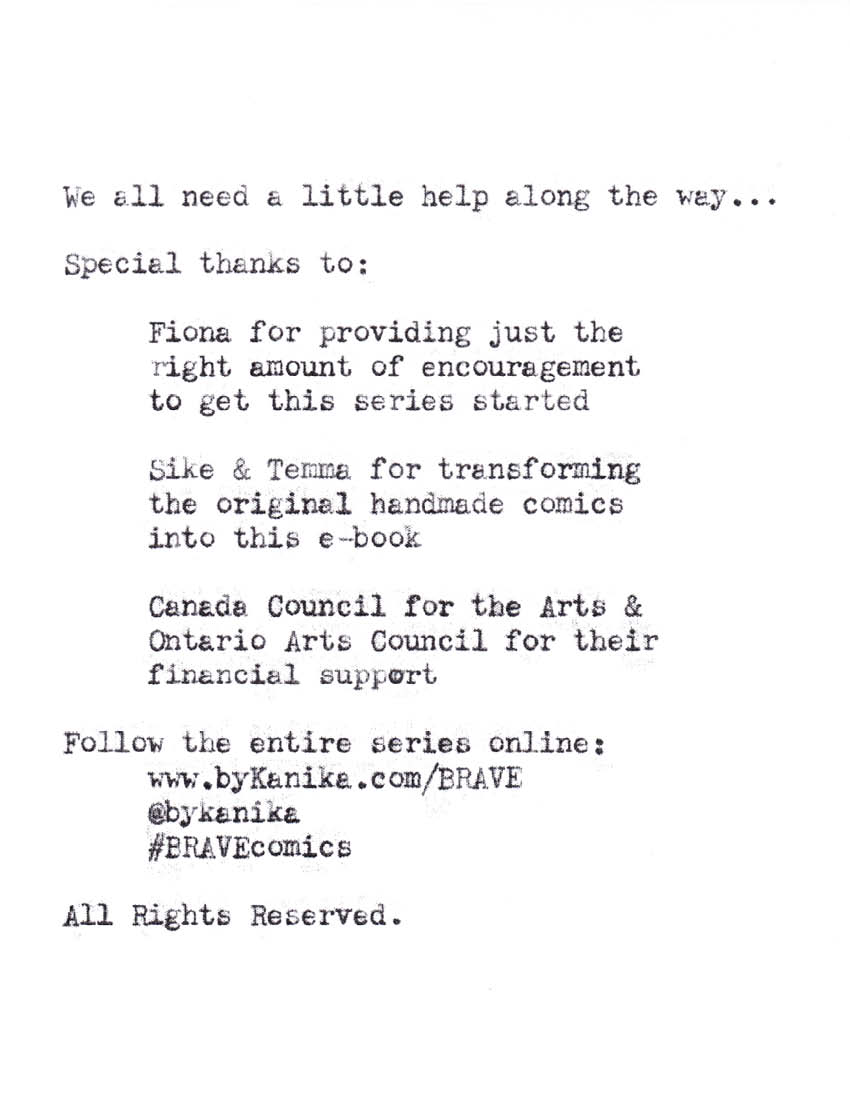 We all need a little help along the way...
Special thanks to:
Fiona for providing just the
right amount of encouragement
to get this series started
Sike & Temma for transforming
the original handmade comics
into this e-book
Canada Council for the Arts &
Ontario Arts Council for their
financial support
Follow the entire series online:
www.byKanika.com/BRAVE
@bykanika
#BRAVEcomics
All Rights Reserved.